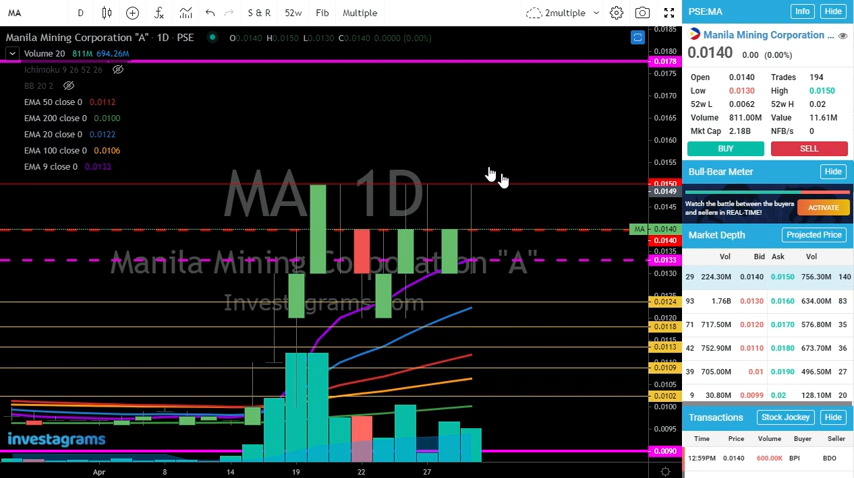 MA D S & R 52w Fib Multiple 2multiple
Manila Mining Corporation "A" · 1D · PSE O0.0140 H0.0150 L0.0130 C0.0140 0.0000 (0.00%)
Volume 20 811M 694.26M
Ichimoku 9 26 52 26
BB 20 2
EMA 50 close 0 0.0112
EMA 200 close 0 0.0100
EMA 20 close 0 0.0122
EMA 100 close 0 0.0106
EMA 9 close 0 0.0133
MA 1D
Manila Mining Corporation "A"
Investagrams.com
investagrams
0.0185
0.0180
0.0178
0.0175
0.0170
0.0165
0.0160
0.0155
0.0150
0.0149
0.0145
MA 0.0140
0.0140
0.0135
0.0133
0.0130
0.0124
0.0120
0.0118
0.0113
0.0109
0.0105
0.0102
0.0100
0.0095
0.0090
Apr 8 14 19 22 27
PSE:MA Info Hide
Manila Mining Corporation ...
0.0140 0.00 (0.00%)
Open 0.0140 Trades 194
Low 0.0130 High 0.0150
52w L 0.0062 52w H 0.02
Volume 811.00M Value 11.61M
Mkt Cap 2.18B NFB/s 0
BUY SELL
Bull-Bear Meter Hide
Watch the battle between the buyers
and sellers in REAL-TIME!
ACTIVATE
Market Depth Projected Price
Vol Bid Ask Vol
29 224.30M 0.0140 0.0150 756.30M 140
93 1.76B 0.0130 0.0160 634.00M 83
71 717.50M 0.0120 0.0170 576.80M 35
42 752.90M 0.0110 0.0180 673.70M 36
39 705.00M 0.01 0.0190 496.50M 27
9 30.80M 0.0099 0.02 128.10M 20
Transactions Stock Jockey Hide
Time Price Volume Buyer Seller
12:59PM 0.0140 600.00K BPI BDO